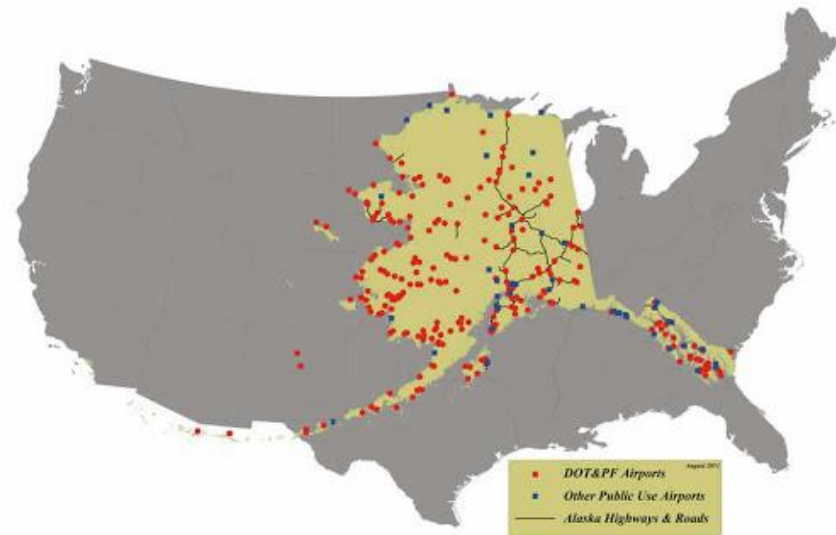 August 2011
DOT&PF Airports
Other Public Use Airports
Alaska Highways & Roads